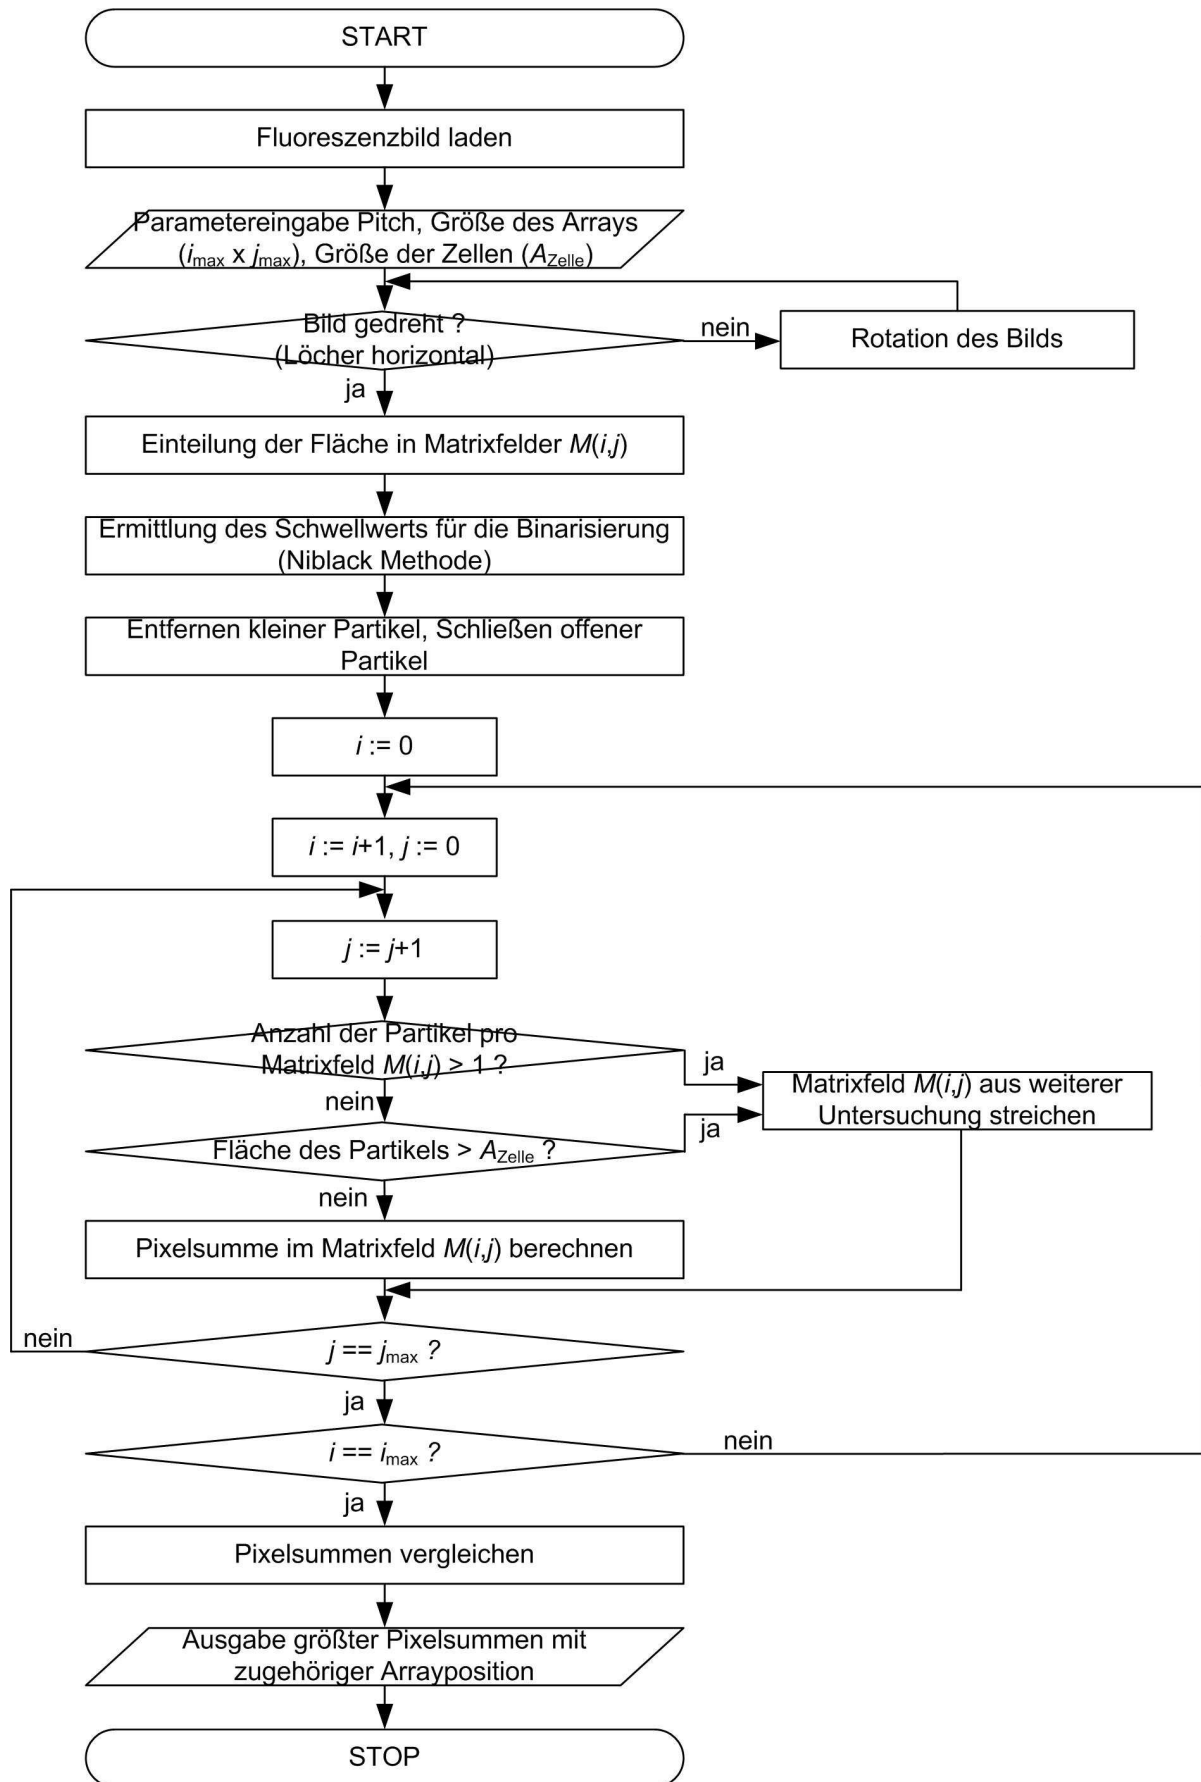 START
Fluoreszenzbild laden
Parametereingabe Pitch, Größe des Arrays
(imax x jmax), Größe der Zellen (AZelle)
Bild gedreht ?
(Löcher horizontal)
nein
Rotation des Bilds
ja
Einteilung der Fläche in Matrixfelder M(i,j)
Ermittlung des Schwellwerts für die Binarisierung
(Niblack Methode)
Entfernen kleiner Partikel, Schließen offener
Partikel
i := 0
i := i+1, j := 0
j := j+1
Anzahl der Partikel pro
Matrixfeld M(i,j) > 1 ?
ja
Matrixfeld M(i,j) aus weiterer
Untersuchung streichen
nein
Fläche des Partikels > AZelle ?
ja
nein
Pixelsumme im Matrixfeld M(i,j) berechnen
nein
j == jmax ?
ja
i == imax ?
nein
ja
Pixelsummen vergleichen
Ausgabe größter Pixelsummen mit
zugehöriger Arrayposition
STOP